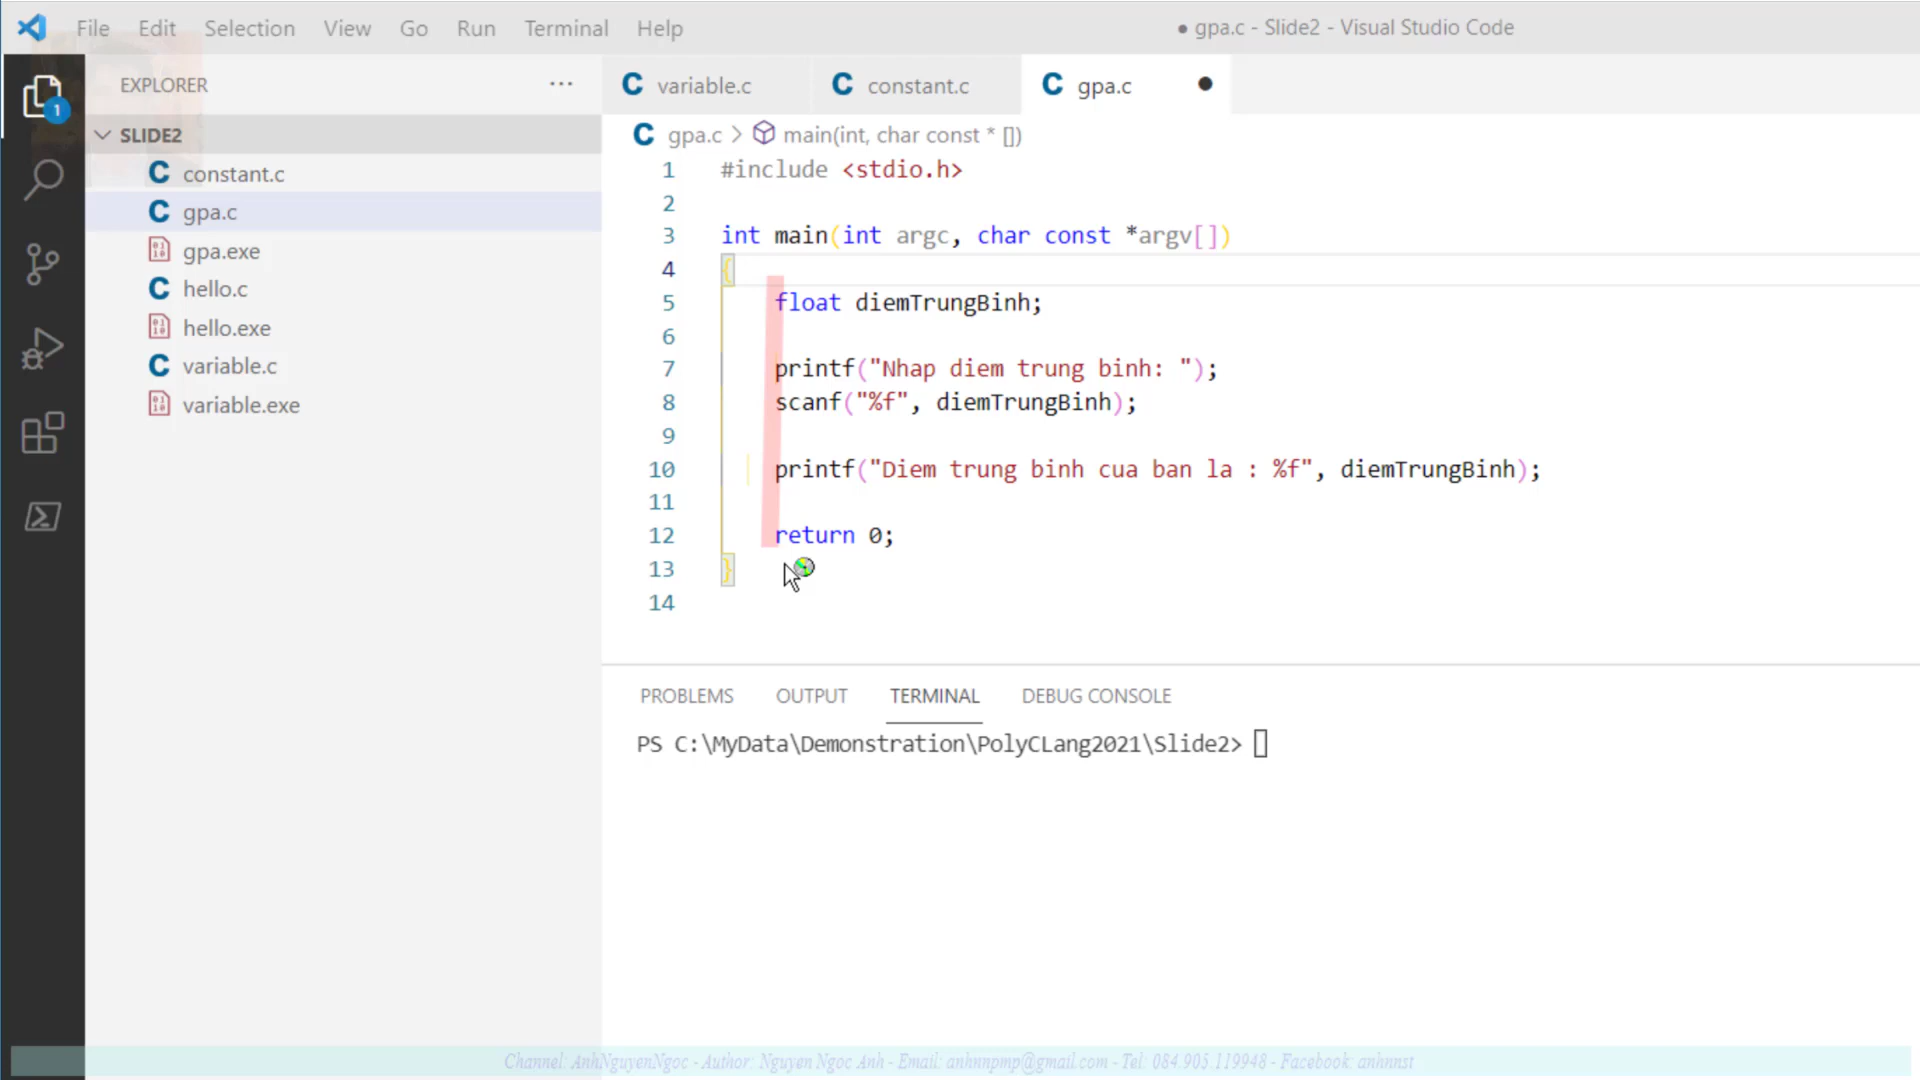 File Edit Selection View Go Run Terminal Help ● gpa.c - Slide2 - Visual Studio Code
EXPLORER ···
variable.c constant.c gpa.c ●
1
SLIDE2
gpa.c > main(int, char const * [])
constant.c
gpa.c
gpa.exe
hello.c
hello.exe
variable.c
variable.exe
1 #include <stdio.h>
2
3 int main(int argc, char const *argv[])
4 {
5 float diemTrungBinh;
6
7 printf("Nhap diem trung binh: ");
8 scanf("%f", diemTrungBinh);
9
10 printf("Diem trung binh cua ban la : %f", diemTrungBinh);
11
12 return 0;
13 }
14
PROBLEMS OUTPUT TERMINAL DEBUG CONSOLE
PS C:\MyData\Demonstration\PolyCLang2021\Slide2>
Channel: AnhNguyenNgoc - Author: Nguyen Ngoc Anh - Email: anhnnpmp@gmail.com - Tel: 084.905.119948 - Facebook: anhnnst